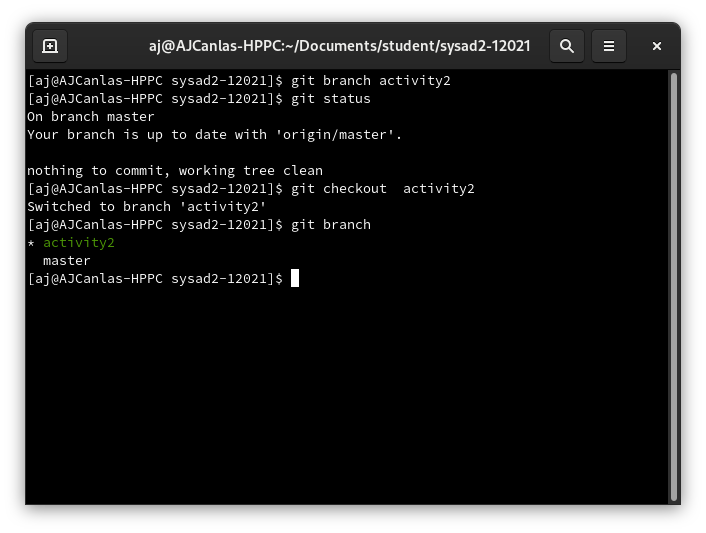 aj@AJCanlas-HPPC:~/Documents/student/sysad2-12021
[aj@AJCanlas-HPPC sysad2-12021]$ git branch activity2
[aj@AJCanlas-HPPC sysad2-12021]$ git status
On branch master
Your branch is up to date with 'origin/master'.
nothing to commit, working tree clean
[aj@AJCanlas-HPPC sysad2-12021]$ git checkout  activity2
Switched to branch 'activity2'
[aj@AJCanlas-HPPC sysad2-12021]$ git branch
* activity2
  master
[aj@AJCanlas-HPPC sysad2-12021]$